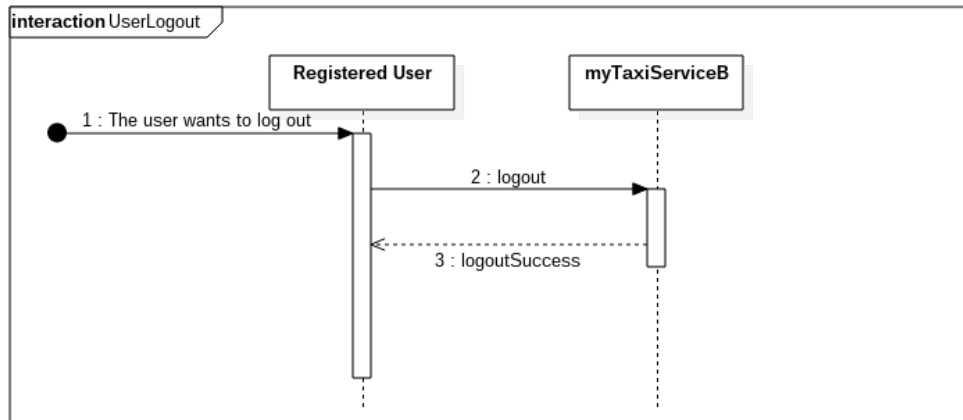 interaction UserLogout
Registered User
myTaxiServiceB
1 : The user wants to log out
2 : logout
3 : logoutSuccess